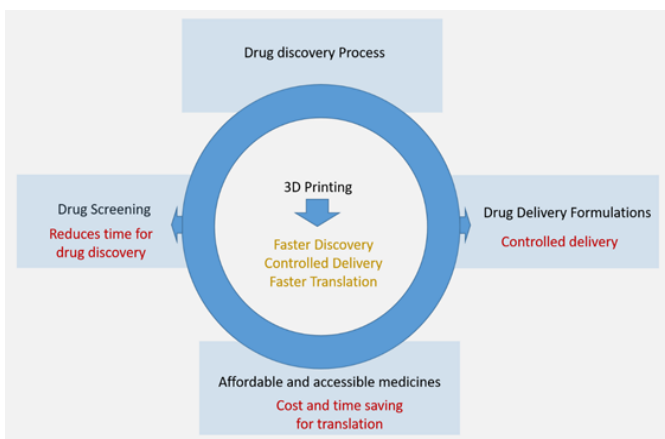 Drug discovery Process
3D Printing
Faster Discovery
Controlled Delivery
Faster Translation
Drug Screening
Reduces time for
drug discovery
Drug Delivery Formulations
Controlled delivery
Affordable and accessible medicines
Cost and time saving
for translation